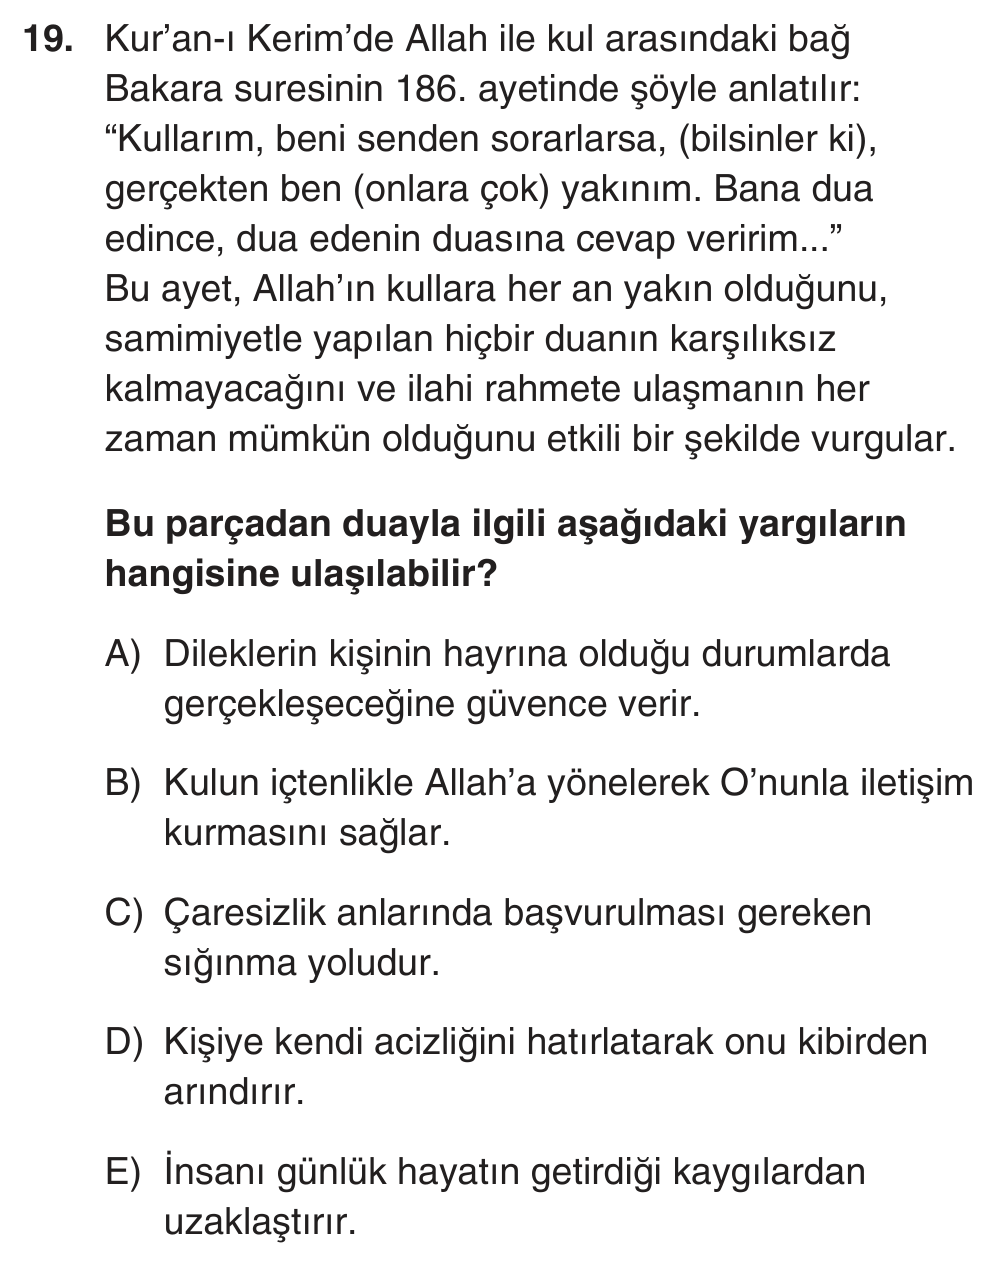 19. Kur’an-ı Kerim’de Allah ile kul arasındaki bağ
Bakara suresinin 186. ayetinde şöyle anlatılır:
“Kullarım, beni senden sorarlarsa, (bilsinler ki),
gerçekten ben (onlara çok) yakınım. Bana dua
edince, dua edenin duasına cevap veririm...”
Bu ayet, Allah’ın kullara her an yakın olduğunu,
samimiyetle yapılan hiçbir duanın karşılıksız
kalmayacağını ve ilahi rahmete ulaşmanın her
zaman mümkün olduğunu etkili bir şekilde vurgular.
Bu parçadan duayla ilgili aşağıdaki yargıların
hangisine ulaşılabilir?
A) Dileklerin kişinin hayrına olduğu durumlarda
gerçekleşeceğine güvence verir.
B) Kulun içtenlikle Allah’a yönelerek O’nunla iletişim
kurmasını sağlar.
C) Çaresizlik anlarında başvurulması gereken
sığınma yoludur.
D) Kişiye kendi acizliğini hatırlatarak onu kibirden
arındırır.
E) İnsanı günlük hayatın getirdiği kaygılardan
uzaklaştırır.